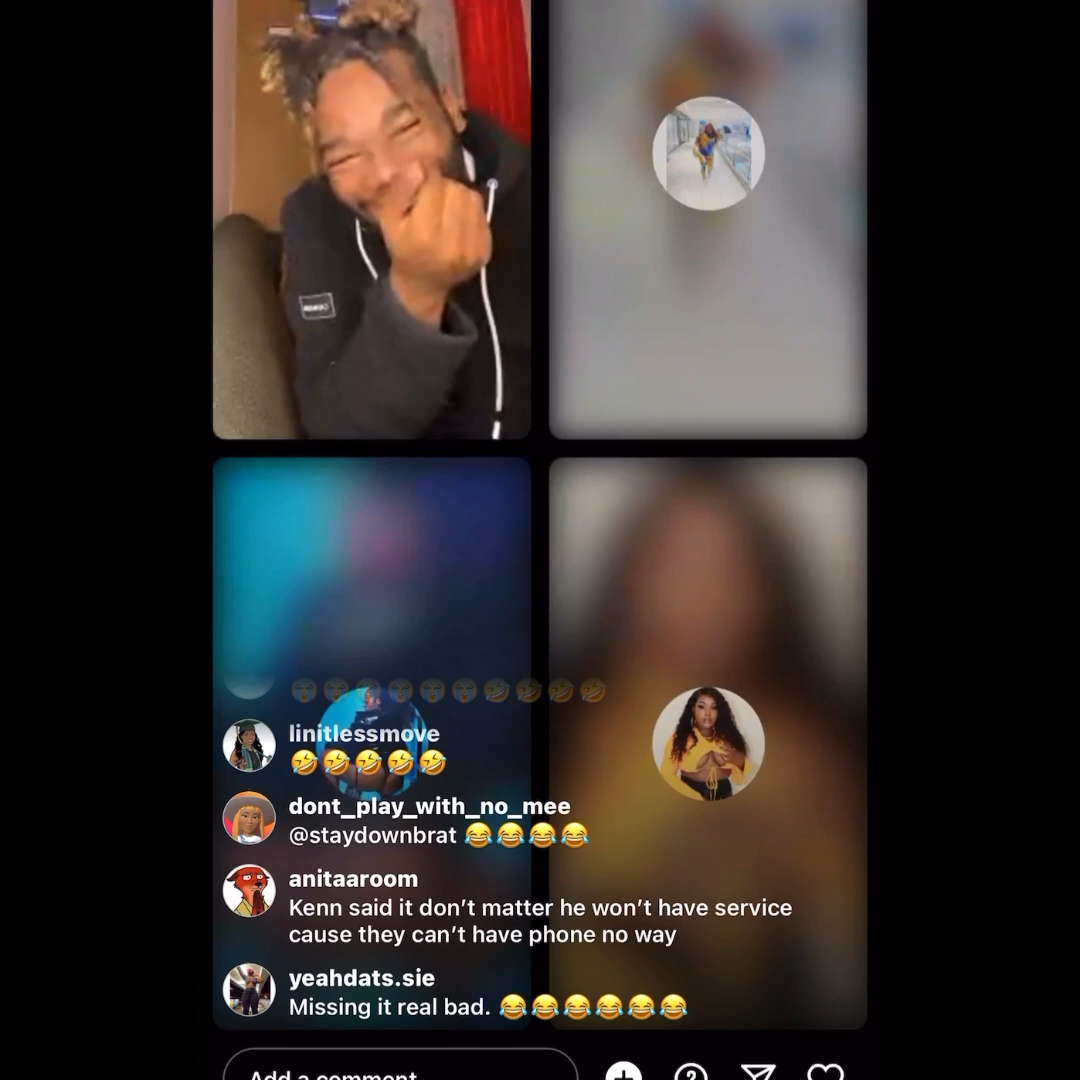 😭😭😭😭😭😭🤣🤣🤣🤣
linitlessmove
🤣🤣🤣🤣🤣
dont_play_with_no_mee
@staydownbrat 😂😂😂😂
anitaaroom
Kenn said it don’t matter he won’t have service
cause they can’t have phone no way
yeahdats.sie
Missing it real bad. 😂😂😂😂😂😂
Add a comment